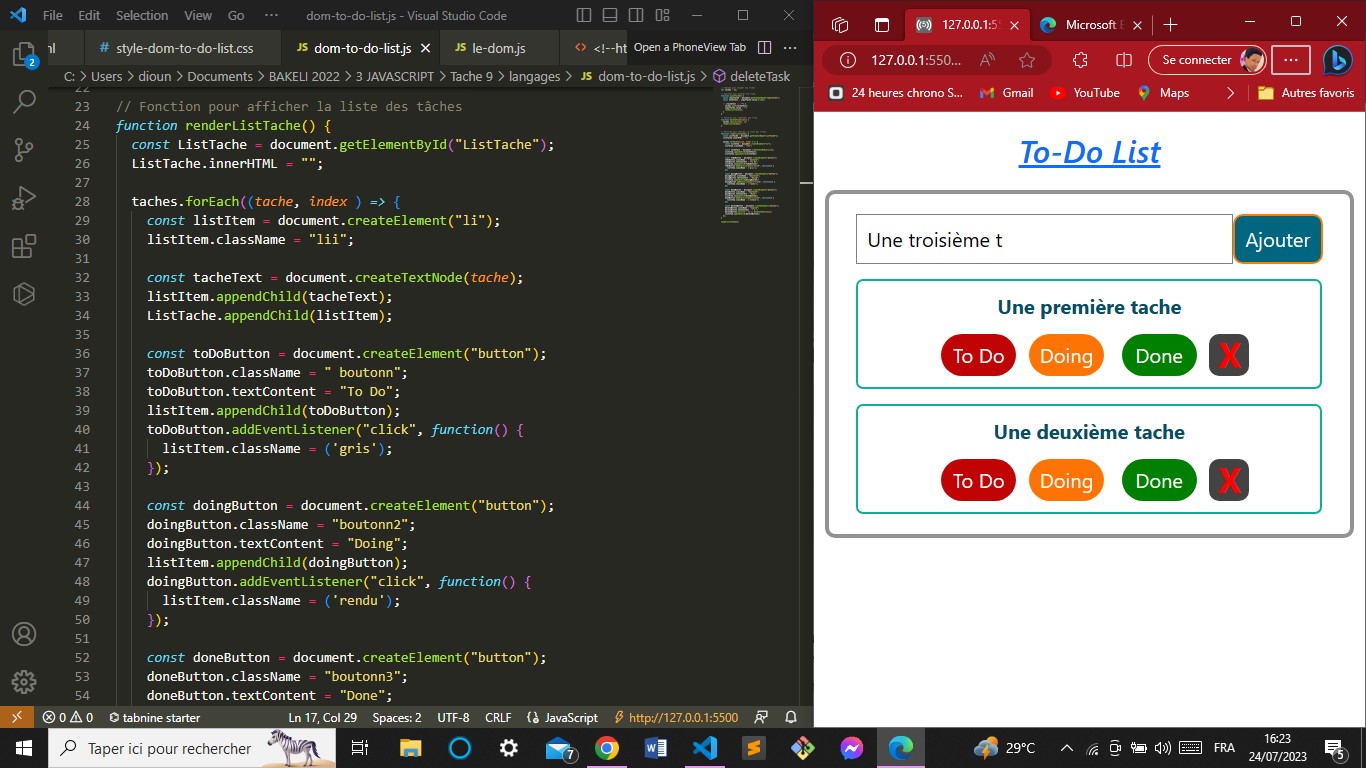 File Edit Selection View Go ··· dom-to-do-list.js - Visual Studio Code
# style-dom-to-do-list.css JS dom-to-do-list.js JS le-dom.js <> <!--ht Open a PhoneView Tab ···
C: > Users > dioun > Documents > BAKELI 2022 > 3 JAVASCRIPT > Tache 9 > langages > JS dom-to-do-list.js > deleteTask
22
23 // Fonction pour afficher la liste des tâches
24 function renderListTache() {
25 const ListTache = document.getElementById("ListTache");
26 ListTache.innerHTML = "";
27
28 taches.forEach((tache, index ) => {
29 const listItem = document.createElement("li");
30 listItem.className = "lii";
31
32 const tacheText = document.createTextNode(tache);
33 listItem.appendChild(tacheText);
34 ListTache.appendChild(listItem);
35
36 const toDoButton = document.createElement("button");
37 toDoButton.className = " boutonn";
38 toDoButton.textContent = "To Do";
39 listItem.appendChild(toDoButton);
40 toDoButton.addEventListener("click", function() {
41 listItem.className = ('gris');
42 });
43
44 const doingButton = document.createElement("button");
45 doingButton.className = "boutonn2";
46 doingButton.textContent = "Doing";
47 listItem.appendChild(doingButton);
48 doingButton.addEventListener("click", function() {
49 listItem.className = ('rendu');
50 });
51
52 const doneButton = document.createElement("button");
53 doneButton.className = "boutonn3";
54 doneButton.textContent = "Done";
2
0 0 tabnine starter Ln 17, Col 29 Spaces: 2 UTF-8 CRLF {} JavaScript http://127.0.0.1:5500
127.0.0.1:5 Microsoft E
127.0.0.1:550... Se connecter ···
24 heures chrono S... Gmail YouTube Maps Autres favoris
To-Do List
Une troisième t Ajouter
Une première tache
To Do Doing Done X
Une deuxième tache
To Do Doing Done X
Taper ici pour rechercher 7 29°C FRA 16:23
24/07/2023 5